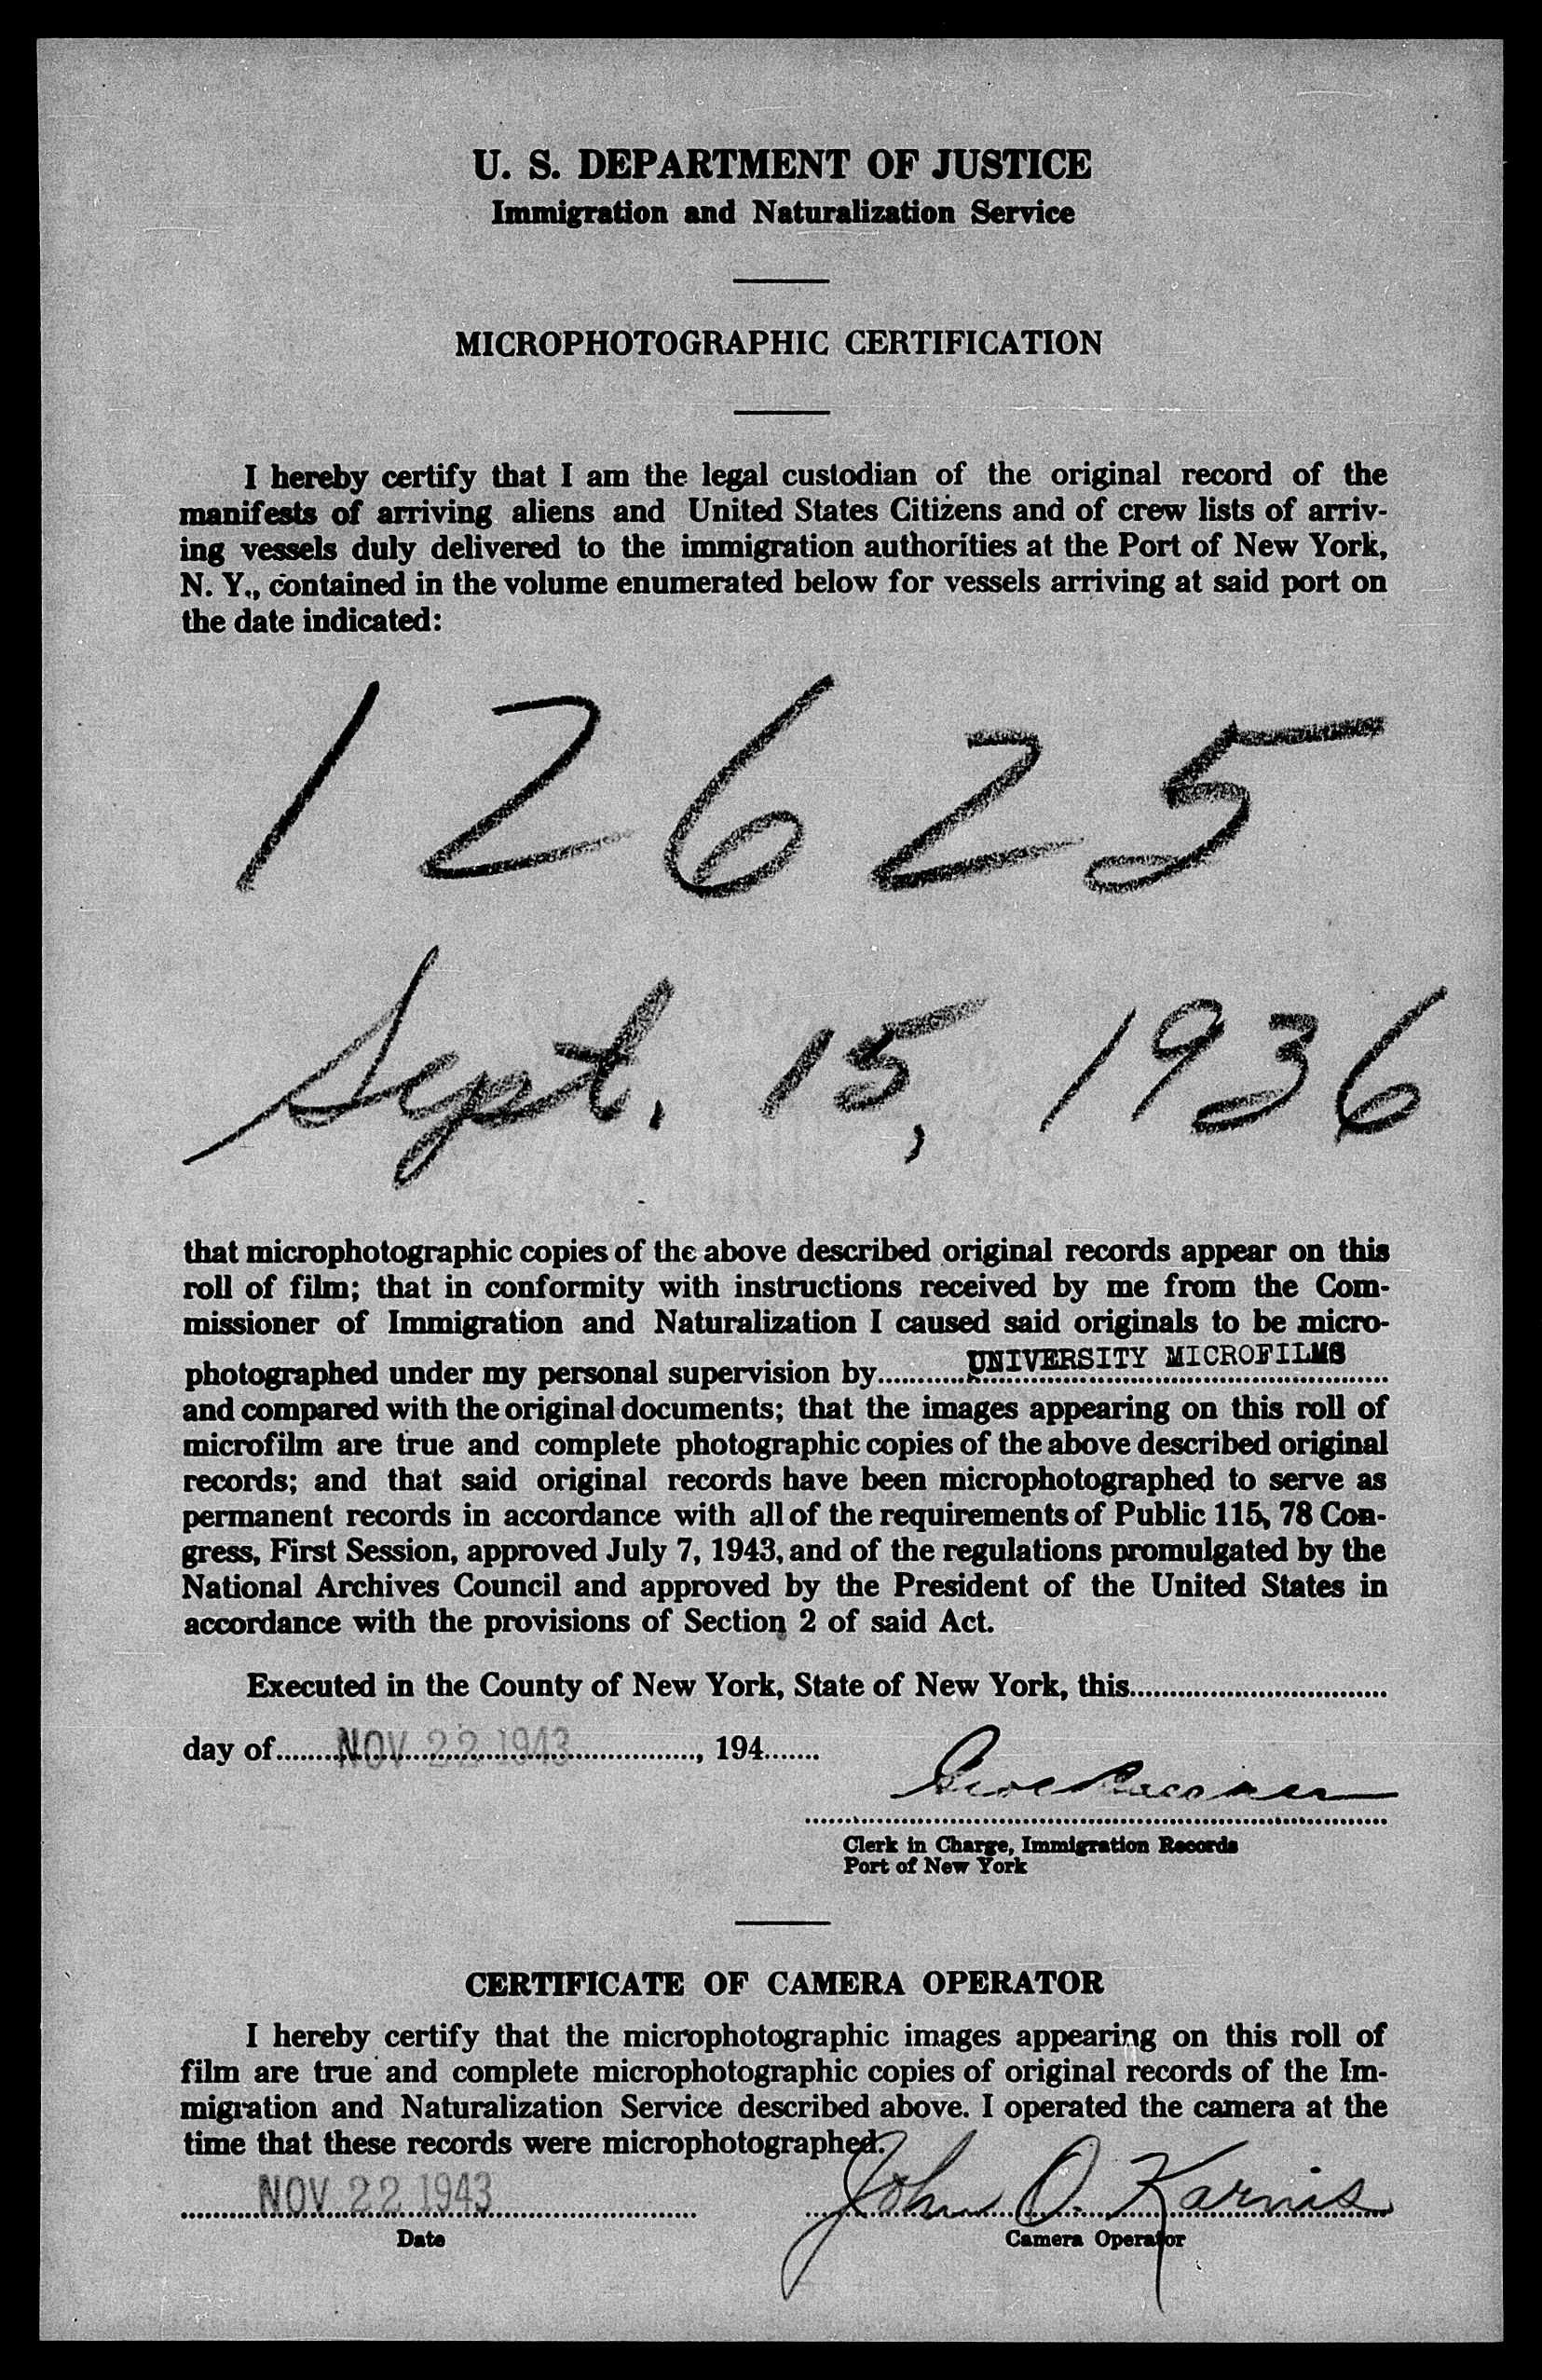 U. S. DEPARTMENT OF JUSTICE
Immigration and Naturalization Service
MICROPHOTOGRAPHIC CERTIFICATION
I hereby certify that I am the legal custodian of the original record of the
manifests of arriving aliens and United States Citizens and of crew lists of arriv-
ing vessels duly delivered to the immigration authorities at the Port of New York,
N. Y., contained in the volume enumerated below for vessels arriving at said port on
the date indicated:
12625
Sept. 15, 1936
that microphotographic copies of the above described original records appear on this
roll of film; that in conformity with instructions received by me from the Com-
missioner of Immigration and Naturalization I caused said originals to be micro-
photographed under my personal supervision by UNIVERSITY MICROFILMS
and compared with the original documents; that the images appearing on this roll of
microfilm are true and complete photographic copies of the above described original
records; and that said original records have been microphotographed to serve as
permanent records in accordance with all of the requirements of Public 115, 78 Con-
gress, First Session, approved July 7, 1943, and of the regulations promulgated by the
National Archives Council and approved by the President of the United States in
accordance with the provisions of Section 2 of said Act.
Executed in the County of New York, State of New York, this
day of NOV 22 1943, 194
Clerk in Charge, Immigration Records
Port of New York
CERTIFICATE OF CAMERA OPERATOR
I hereby certify that the microphotographic images appearing on this roll of
film are true and complete microphotographic copies of original records of the Im-
migration and Naturalization Service described above. I operated the camera at the
time that these records were microphotographed.
NOV 22 1943 John O. Karnis
Date Camera Operator